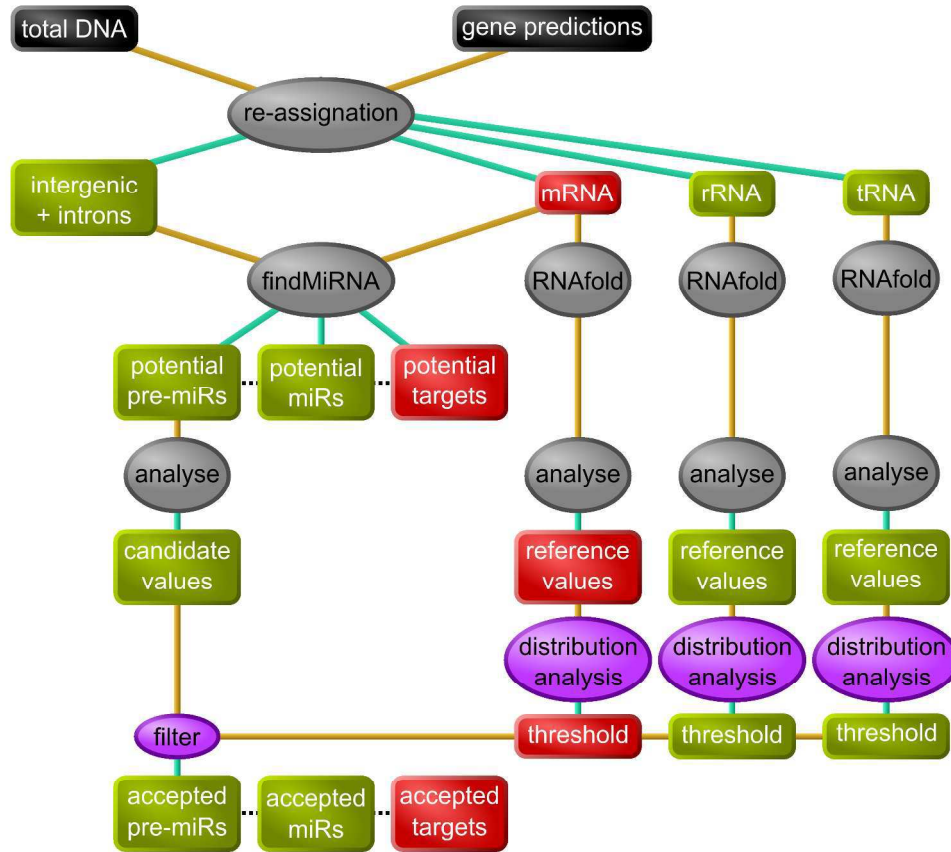 total DNA
gene predictions
re-assignation
intergenic
+ introns
mRNA
rRNA
tRNA
findMiRNA
RNAfold
RNAfold
RNAfold
potential
pre-miRs
potential
miRs
potential
targets
analyse
analyse
analyse
analyse
candidate
values
reference
values
reference
values
reference
values
distribution
analysis
distribution
analysis
distribution
analysis
filter
threshold
threshold
threshold
accepted
pre-miRs
accepted
miRs
accepted
targets